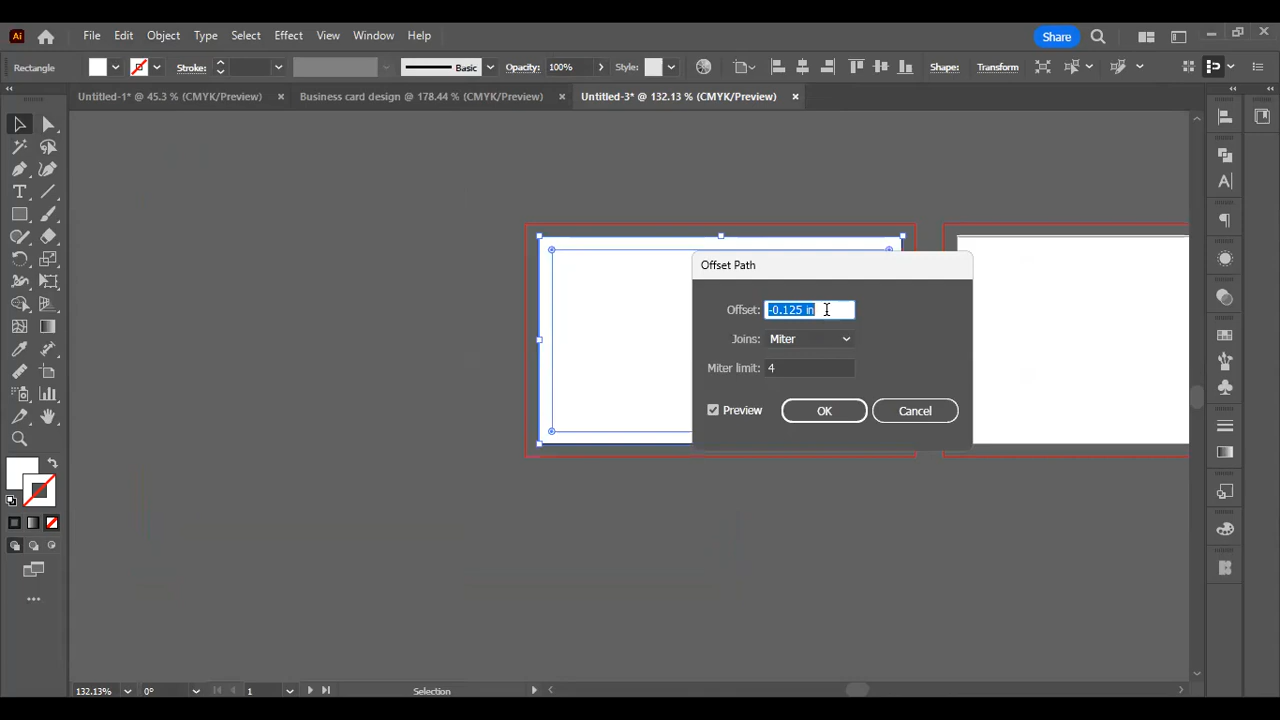 Ai File Edit Object Type Select Effect View Window Help Share
Rectangle Stroke: Basic Opacity: 100% Style: Shape: Transform
Untitled-1* @ 45.3 % (CMYK/Preview) × Business card design @ 178.44 % (CMYK/Preview) × Untitled-3* @ 132.13 % (CMYK/Preview) ×
Offset Path
Offset: -0.125 in
Joins: Miter
Miter limit: 4
Preview OK Cancel
132.13% 0° 1 Selection